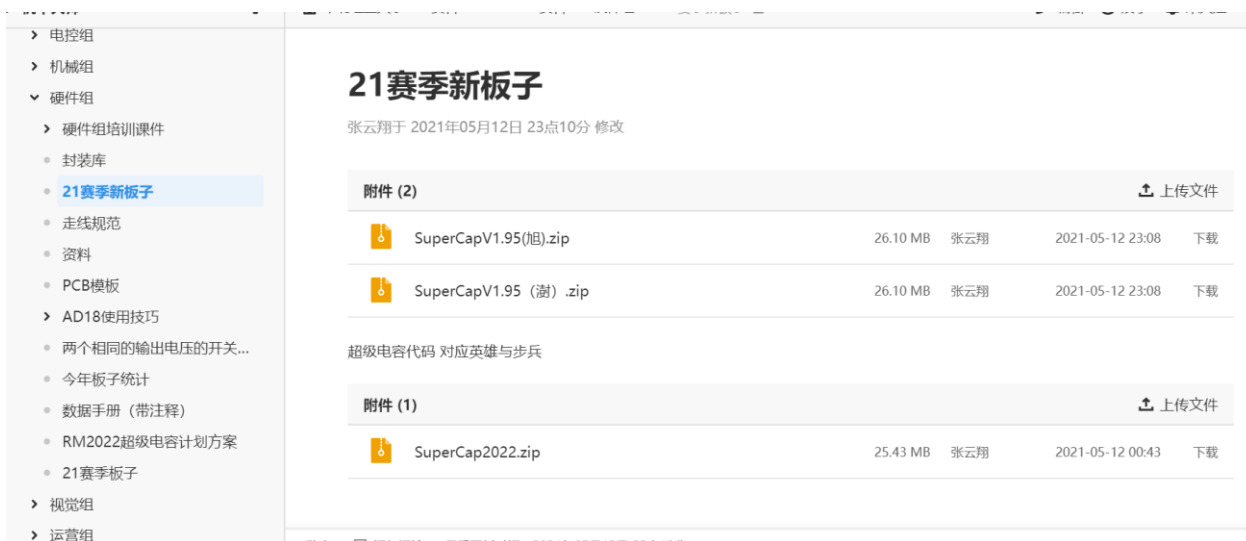 电控组
机械组
硬件组
硬件组培训课件
封装库
21赛季新板子
走线规范
资料
PCB模板
AD18使用技巧
两个相同的输出电压的开关...
今年板子统计
数据手册（带注释）
RM2022超级电容计划方案
21赛季板子
视觉组
运营组
21赛季新板子
张云翔于 2021年05月12日 23点10分 修改
附件 (2) 上传文件
SuperCapV1.95(旭).zip 26.10 MB 张云翔 2021-05-12 23:08 下载
SuperCapV1.95（澍）.zip 26.10 MB 张云翔 2021-05-12 23:08 下载
超级电容代码 对应英雄与步兵
附件 (1) 上传文件
SuperCap2022.zip 25.43 MB 张云翔 2021-05-12 00:43 下载